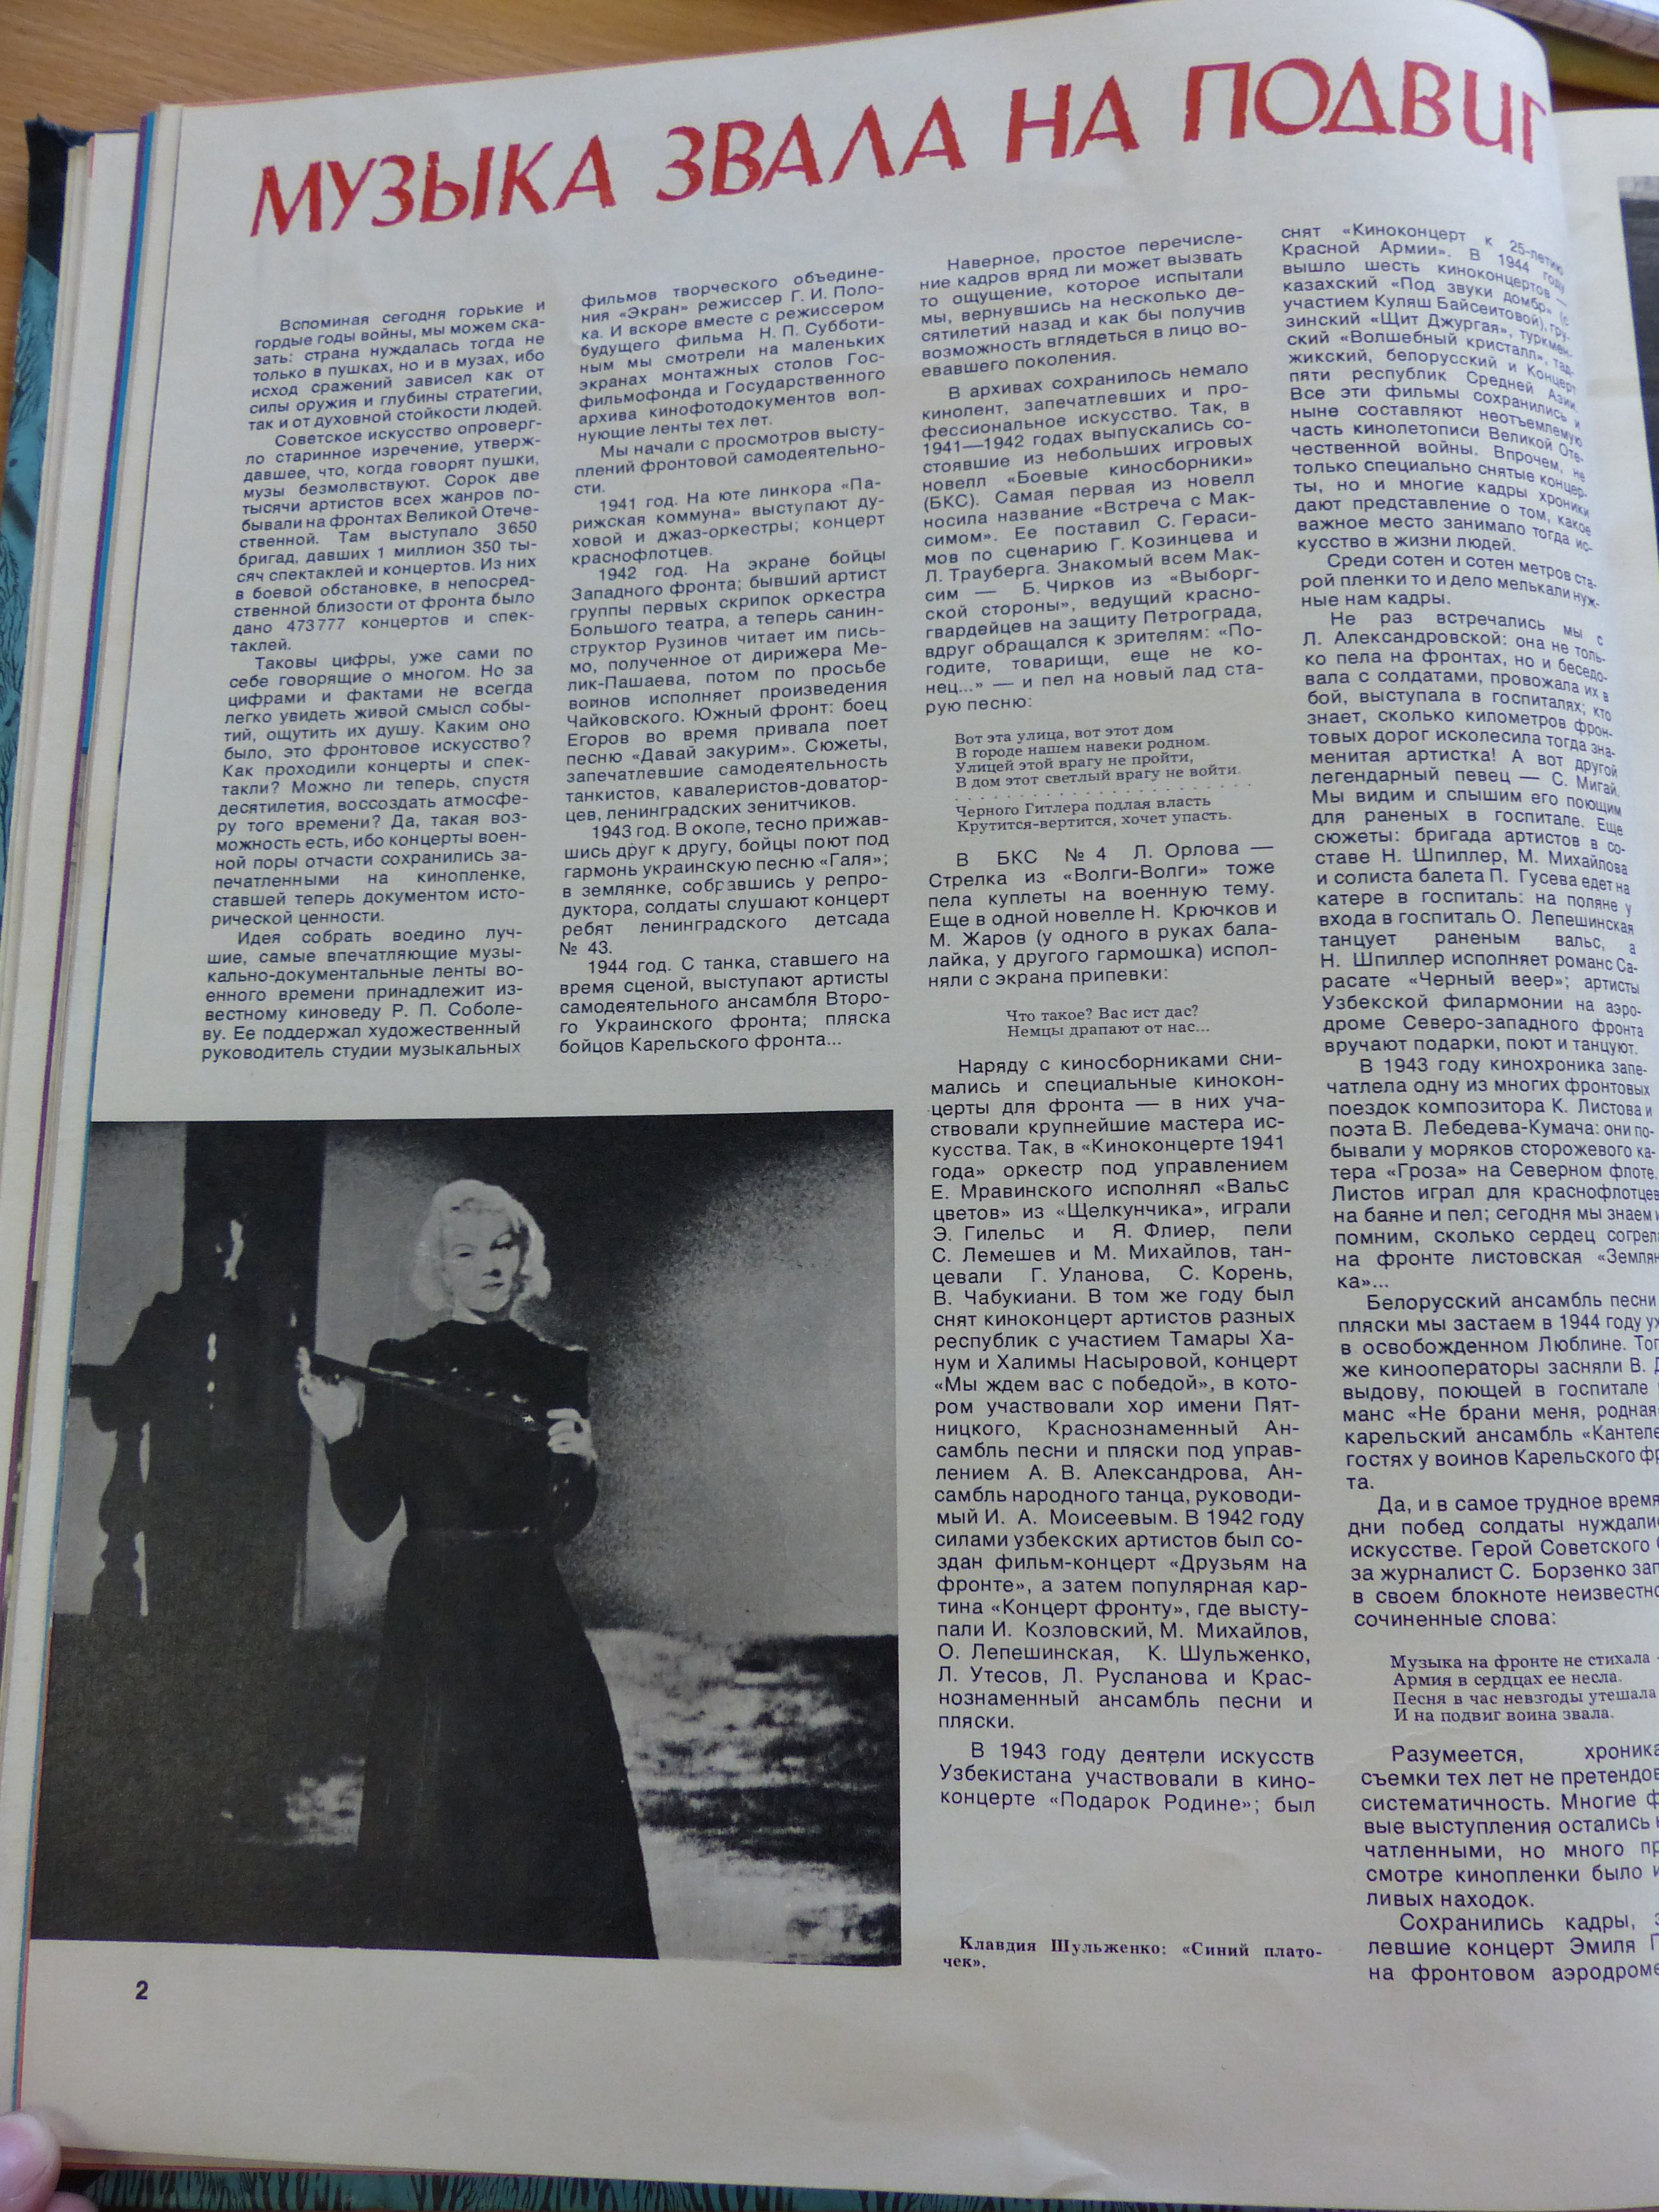 МУЗЫКА ЗВАЛА НА ПОДВИГ
Вспоминая сегодня горькие и
гордые годы войны, мы можем ска-
зать: страна нуждалась тогда не
только в пушках, но и в музах, ибо
исход сражений зависел как от
силы оружия и глубины стратегии,
так и от духовной стойкости людей.
Советское искусство опроверг-
ло старинное изречение, утверж-
давшее, что, когда говорят пушки,
музы безмолвствуют. Сорок две
тысячи артистов всех жанров по-
бывали на фронтах Великой Отече-
ственной. Там выступало 3650
бригад, давших 1 миллион 350 ты-
сяч спектаклей и концертов. Из них
в боевой обстановке, в непосред-
ственной близости от фронта было
дано 473777 концертов и спек-
таклей.
Таковы цифры, уже сами по
себе говорящие о многом. Но за
цифрами и фактами не всегда
легко увидеть живой смысл собы-
тий, ощутить их душу. Каким оно
было, это фронтовое искусство?
Как проходили концерты и спек-
такли? Можно ли теперь, спустя
десятилетия, воссоздать атмосфе-
ру того времени? Да, такая воз-
можность есть, ибо концерты воен-
ной поры отчасти сохранились за-
печатленными на кинопленке,
ставшей теперь документом исто-
рической ценности.
Идея собрать воедино луч-
шие, самые впечатляющие музы-
кально-документальные ленты во-
енного времени принадлежит из-
вестному киноведу Р. П. Соболе-
ву. Ее поддержал художественный
руководитель студии музыкальных
фильмов творческого объедине-
ния «Экран» режиссер Г. И. Поло-
ка. И вскоре вместе с режиссером
будущего фильма Н. П. Субботи-
ным мы смотрели на маленьких
экранах монтажных столов Гос-
фильмофонда и Государственного
архива кинофотодокументов вол-
нующие ленты тех лет.
Мы начали с просмотров высту-
плений фронтовой самодеятельно-
сти.
1941 год. На юте линкора «Па-
рижская коммуна» выступают ду-
ховой и джаз-оркестры; концерт
краснофлотцев.
1942 год. На экране бойцы
Западного фронта; бывший артист
группы первых скрипок оркестра
Большого театра, а теперь санин-
структор Рузинов читает им пись-
мо, полученное от дирижера Ме-
лик-Пашаева, потом по просьбе
воинов исполняет произведения
Чайковского. Южный фронт: боец
Егоров во время привала поет
песню «Давай закурим». Сюжеты,
запечатлевшие самодеятельность
танкистов, кавалеристов-доватор-
цев, ленинградских зенитчиков.
1943 год. В окопе, тесно прижав-
шись друг к другу, бойцы поют под
гармонь украинскую песню «Галя»;
в землянке, собравшись у репро-
дуктора, солдаты слушают концерт
ребят ленинградского детсада
№ 43.
1944 год. С танка, ставшего на
время сценой, выступают артисты
самодеятельного ансамбля Второ-
го Украинского фронта; пляска
бойцов Карельского фронта...
Наверное, простое перечисле-
ние кадров вряд ли может вызвать
то ощущение, которое испытали
мы, вернувшись на несколько де-
сятилетий назад и как бы получив
возможность вглядеться в лицо во-
евавшего поколения.
В архивах сохранилось немало
кинолент, запечатлевших и про-
фессиональное искусство. Так, в
1941—1942 годах выпускались со-
стоявшие из небольших игровых
новелл «Боевые киносборники»
(БКС). Самая первая из новелл
носила название «Встреча с Мак-
симом». Ее поставил С. Гераси-
мов по сценарию Г. Козинцева и
Л. Трауберга. Знакомый всем Мак-
сим — Б. Чирков из «Выборг-
ской стороны», ведущий красно-
гвардейцев на защиту Петрограда,
вдруг обращался к зрителям: «По-
годите, товарищи, еще не ко-
нец...» — и пел на новый лад ста-
рую песню:
Вот эта улица, вот этот дом
В городе нашем навеки родном.
Улицей этой врагу не пройти,
В дом этот светлый врагу не войти.
. . . . . . . . . . . . . . . . . . . .
Черного Гитлера подлая власть
Крутится-вертится, хочет упасть.
В БКС № 4 Л. Орлова —
Стрелка из «Волги-Волги» тоже
пела куплеты на военную тему.
Еще в одной новелле Н. Крючков и
М. Жаров (у одного в руках бала-
лайка, у другого гармошка) испол-
няли с экрана припевки:
Что такое? Вас ист дас?
Немцы драпают от нас...
Наряду с киносборниками сни-
мались и специальные кинокон-
церты для фронта — в них уча-
ствовали крупнейшие мастера ис-
кусства. Так, в «Киноконцерте 1941
года» оркестр под управлением
Е. Мравинского исполнял «Вальс
цветов» из «Щелкунчика», играли
Э. Гилельс и Я. Флиер, пели
С. Лемешев и М. Михайлов, тан-
цевали Г. Уланова, С. Корень,
В. Чабукиани. В том же году был
снят киноконцерт артистов разных
республик с участием Тамары Ха-
нум и Халимы Насыровой, концерт
«Мы ждем вас с победой», в кото-
ром участвовали хор имени Пят-
ницкого, Краснознаменный Ан-
самбль песни и пляски под управ-
лением А. В. Александрова, Ан-
самбль народного танца, руководи-
мый И. А. Моисеевым. В 1942 году
силами узбекских артистов был со-
здан фильм-концерт «Друзьям на
фронте», а затем популярная кар-
тина «Концерт фронту», где высту-
пали И. Козловский, М. Михайлов,
О. Лепешинская, К. Шульженко,
Л. Утесов, Л. Русланова и Крас-
нознаменный ансамбль песни и
пляски.
В 1943 году деятели искусств
Узбекистана участвовали в кино-
концерте «Подарок Родине»; был
снят «Киноконцерт к 25-летию
Красной Армии». В 1944 году
вышло шесть киноконцертов —
казахский «Под звуки домбр» (с
участием Куляш Байсеитовой), гру-
зинский «Щит Джургая», туркмен-
ский «Волшебный кристалл», тад-
жикский, белорусский и Концерт
пяти республик Средней Азии.
Все эти фильмы сохранились и
ныне составляют неотъемлемую
часть кинолетописи Великой Оте-
чественной войны. Впрочем, не
только специально снятые концер-
ты, но и многие кадры хроники
дают представление о том, какое
важное место занимало тогда ис-
кусство в жизни людей.
Среди сотен и сотен метров ста-
рой пленки то и дело мелькали нуж-
ные нам кадры.
Не раз встречались мы с
Л. Александровской: она не толь-
ко пела на фронтах, но и беседо-
вала с солдатами, провожала их в
бой, выступала в госпиталях; кто
знает, сколько километров фрон-
товых дорог исколесила тогда зна-
менитая артистка! А вот другой
легендарный певец — С. Мигай.
Мы видим и слышим его поющим
для раненых в госпитале. Еще
сюжеты: бригада артистов в со-
ставе Н. Шпиллер, М. Михайлова
и солиста балета П. Гусева едет на
катере в госпиталь: на поляне у
входа в госпиталь О. Лепешинская
танцует раненым вальс, а
Н. Шпиллер исполняет романс Са-
расате «Черный веер»; артисты
Узбекской филармонии на аэро-
дроме Северо-западного фронта
вручают подарки, поют и танцуют.
В 1943 году кинохроника запе-
чатлела одну из многих фронтовых
поездок композитора К. Листова и
поэта В. Лебедева-Кумача: они по-
бывали у моряков сторожевого ка-
тера «Гроза» на Северном флоте.
Листов играл для краснофлотцев
на баяне и пел; сегодня мы знаем и
помним, сколько сердец согрел
на фронте листовская «Землян
ка»...
Белорусский ансамбль песни
пляски мы застаем в 1944 году у
в освобожденном Люблине. То
же кинооператоры засняли В. Д
выдову, поющей в госпитале
манс «Не брани меня, родная
карельский ансамбль «Кантеле
гостях у воинов Карельского ф
та.
Да, и в самое трудное время
дни побед солдаты нуждали
искусстве. Герой Советского
за журналист С. Борзенко зап
в своем блокноте неизвестно
сочиненные слова:
Музыка на фронте не стихала
Армия в сердцах ее несла.
Песня в час невзгоды утешала
И на подвиг воина звала.
Разумеется, хроника
съемки тех лет не претендов
систематичность. Многие ф
вые выступления остались
чатленными, но много пр
смотре кинопленки было
ливых находок.
Сохранились кадры, з
левшие концерт Эмиля Г
на фронтовом аэродроме
Клавдия Шульженко: «Синий плато-
чек».
2